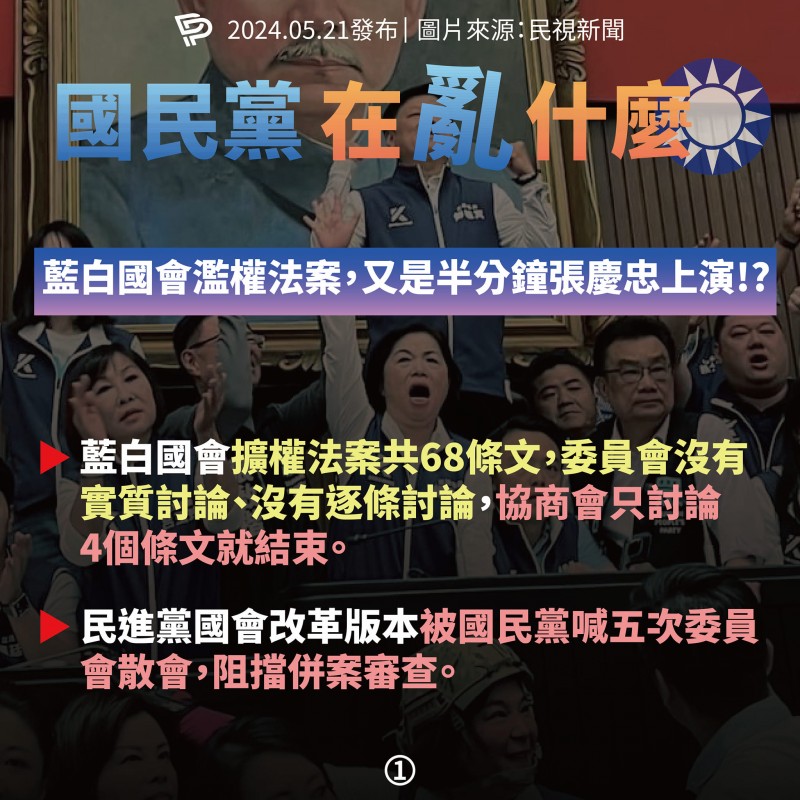 2024.05.21發布| 圖片來源:民視新聞
國民黨在亂什麼
藍白國會濫權法案,又是半分鐘張慶忠上演!?
▶ 藍白國會擴權法案共68條文,委員會沒有
實質討論、沒有逐條討論,協商會只討論
4個條文就結束。
▶ 民進黨國會改革版本被國民黨喊五次委員
會散會,阻擋併案審查。
①